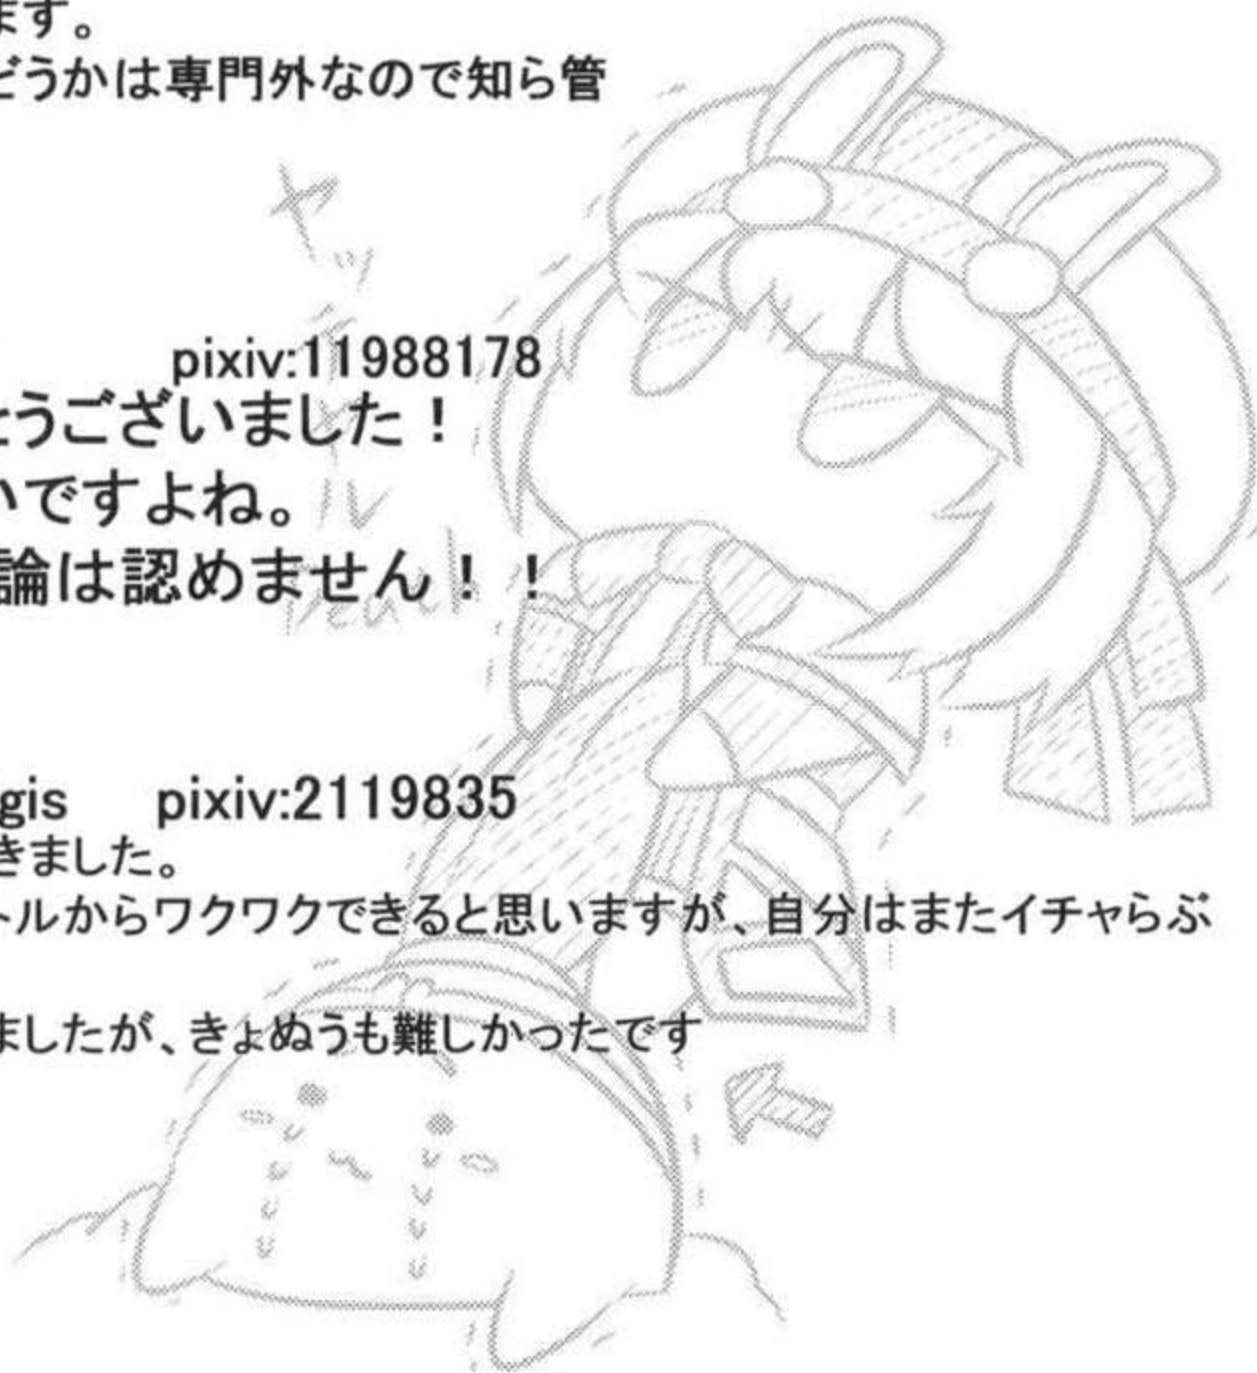 ます。
どうかは専門外なので知ら管
pixiv:11988178
とうございました！
いですよね。
論は認めません！！
gis pixiv:2119835
きました。
トルからワクワクできると思いますが、自分はまたイチャらぶ
ましたが、きょぬうも難しかったです